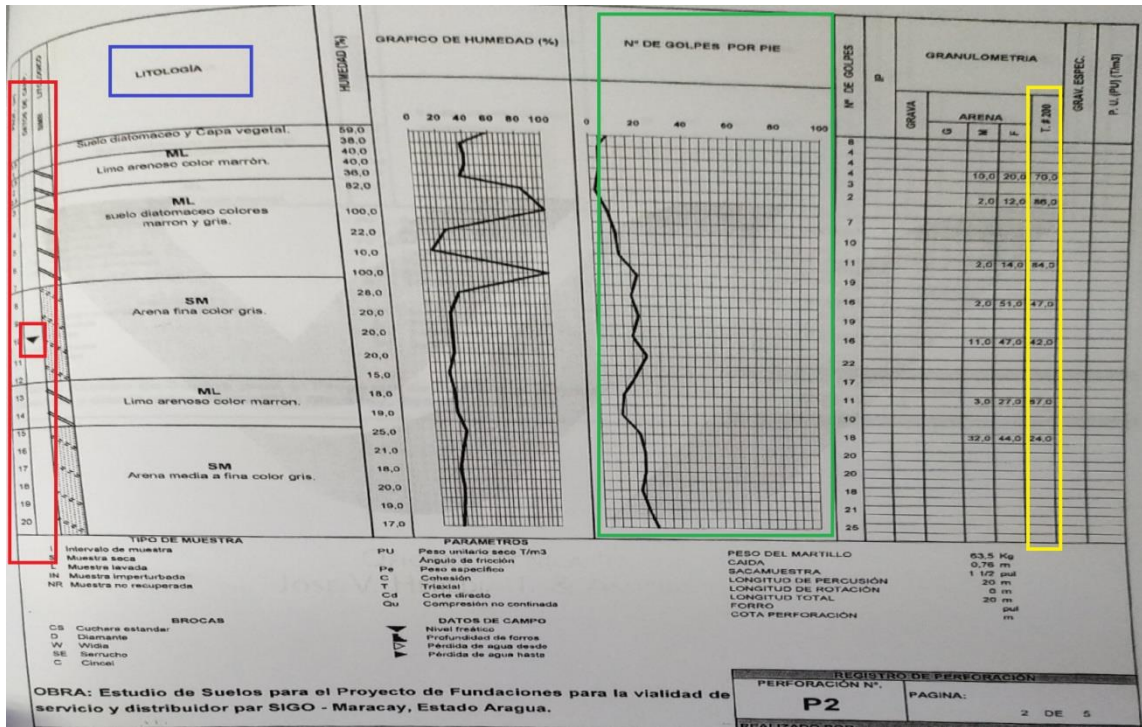 LITOLOGÍA
HUMEDAD (%)
GRAFICO DE HUMEDAD (%)
Nº DE GOLPES POR PIE
Nº DE GOLPES
GRANULOMETRIA
GRAVA
ARENA
G M F
T. # 200
GRAV. ESPEC.
P. U. (PU) (T/m3)
SIMB LITOLOGICO
0 20 40 60 80 100
0 20 40 60 80 100
Suelo diatomaceo y Capa vegetal.
ML
Limo arenoso color marrón.
ML
suelo diatomaceo colores
marron y gris.
SM
Arena fina color gris.
ML
Limo arenoso color marron.
SM
Arena media a fina color gris.
8
9
10
11
12
13
14
15
16
17
18
19
20
59,0
38,0
40,0
40,0
38,0
82,0
100,0
22,0
10,0
100,0
28,0
20,0
20,0
20,0
15,0
18,0
19,0
25,0
21,0
18,0
20,0
19,0
17,0
4
4
4
3
2
7
10
11
19
16
19
16
22
17
11
10
18
20
20
18
21
25
10,0 20,0 70,0
2,0 12,0 86,0
2,0 14,0 84,0
2,0 51,0 47,0
11,0 47,0 42,0
3,0 27,0
32,0 44,0 24,0
TIPO DE MUESTRA
I Intervalo de muestra
S Muestra seca
L Muestra lavada
IN Muestra imperturbada
NR Muestra no recuperada
BROCAS
CS Cuchara estandar
D Diamante
W Widia
SE Serrucho
C Cincel
PARAMETROS
PU Peso unitario seco T/m3
Ángulo de fricción
Pe Peso especifico
C Cohesión
T Triaxial
Cd Corte directo
Qu Compresión no confinada
DATOS DE CAMPO
Nivel freático
Profundidad de forros
Pérdida de agua desde
Pérdida de agua hasta
PESO DEL MARTILLO 63,5 Kg
CAIDA 0,76 m
SACAMUESTRA 1 1/2 pul
LONGITUD DE PERCUSIÓN 20 m
LONGITUD DE ROTACIÓN 0 m
LONGITUD TOTAL 20 m
FORRO pul
COTA PERFORACIÓN m
OBRA: Estudio de Suelos para el Proyecto de Fundaciones para la vialidad de
servicio y distribuidor par SIGO - Maracay, Estado Aragua.
REGISTRO DE PERFORACIÓN
PERFORACIÓN Nº.
P2
PAGINA:
2 DE 5